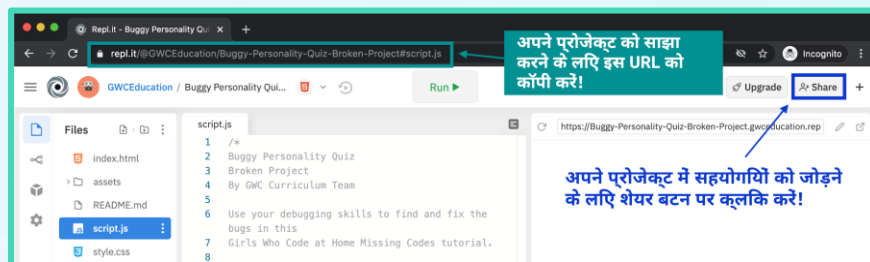 Repl.it - Buggy Personality Qui
repl.it/@GWCEducation/Buggy-Personality-Quiz-Broken-Project#script.js
Incognito
अपने प्रोजेक्ट को साझा
करने के लिए इस URL को
कॉपी करें!
GWCEducation / Buggy Personality Qui...
Run
Upgrade
Share
Files
index.html
assets
README.md
script.js
style.css
script.js
1 /*
2 Buggy Personality Quiz
3 Broken Project
4 By GWC Curriculum Team
5
6 Use your debugging skills to find and fix the
bugs in this
7 Girls Who Code at Home Missing Codes tutorial.
8
https://Buggy-Personality-Quiz-Broken-Project.gwceducation.rep
अपने प्रोजेक्ट में सहयोगियों को जोड़ने
के लिए शेयर बटन पर क्लिक करें!